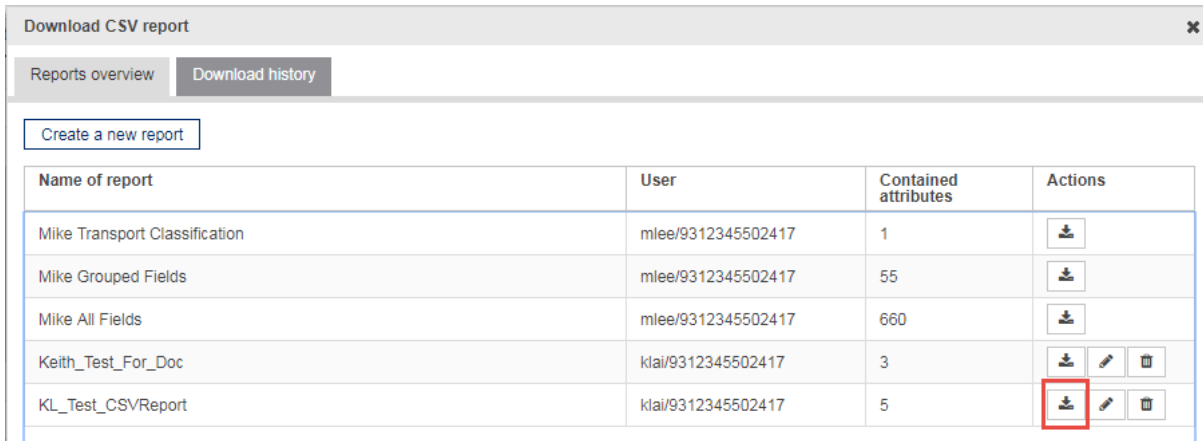 Download CSV report
Reports overview Download history
Create a new report
Name of report User Contained attributes Actions
Mike Transport Classification mlee/9312345502417 1
Mike Grouped Fields mlee/9312345502417 55
Mike All Fields mlee/9312345502417 660
Keith_Test_For_Doc klai/9312345502417 3
KL_Test_CSVReport klai/9312345502417 5